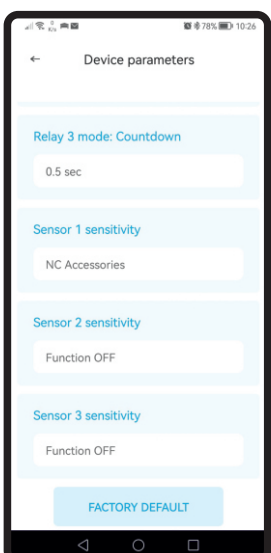 78% 10:26
Device parameters
Relay 3 mode: Countdown
0.5 sec
Sensor 1 sensitivity
NC Accessories
Sensor 2 sensitivity
Function OFF
Sensor 3 sensitivity
Function OFF
FACTORY DEFAULT